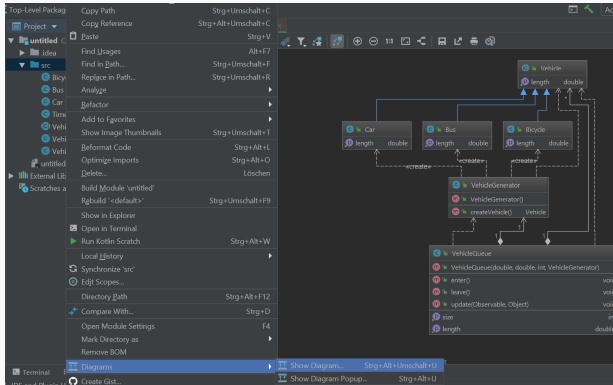 Top-Level Packag
Project
untitled
.idea
src
Bicy
Bus
Car
Time
Vehi
Vehi
Vehi
untitled
External Lib
Scratches a
Terminal
Copy Path Strg+Umschalt+C
Copy Reference Strg+Alt+Umschalt+C
Paste Strg+V
Find Usages Alt+F7
Find in Path... Strg+Umschalt+F
Replace in Path... Strg+Umschalt+R
Analyze
Refactor
Add to Favorites
Show Image Thumbnails Strg+Umschalt+T
Reformat Code Strg+Alt+L
Optimize Imports Strg+Alt+O
Delete... Löschen
Build Module 'untitled'
Rebuild '<default>' Strg+Umschalt+F9
Show in Explorer
Open in Terminal
Run Kotlin Scratch Strg+Alt+W
Local History
Synchronize 'src'
Edit Scopes...
Directory Path Strg+Alt+F12
Compare With... Strg+D
Open Module Settings F4
Mark Directory as
Remove BOM
Diagrams
Create Gist...
Show Diagram... Strg+Alt+Umschalt+U
Show Diagram Popup... Strg+Alt+U
1:1
Vehicle
length double
Car
length double
Bus
length double
Bicycle
length double
«create»
«create»
VehicleGenerator
VehicleGenerator()
createVehicle() Vehicle
1
1
VehicleQueue
VehicleQueue(double, double, int, VehicleGenerator)
enter() voi
leave() voi
update(Observable, Object) voi
size in
length double